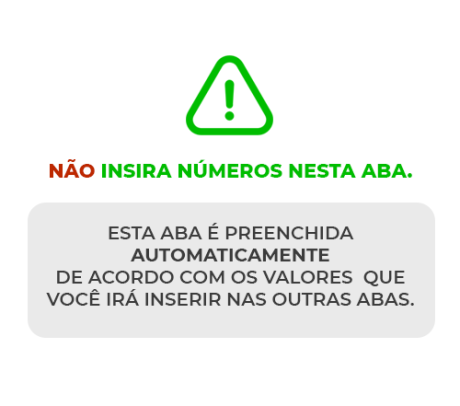 NÃO INSIRA NÚMEROS NESTA ABA.
ESTA ABA É PREENCHIDA
AUTOMATICAMENTE
DE ACORDO COM OS VALORES QUE
VOCÊ IRÁ INSERIR NAS OUTRAS ABAS.